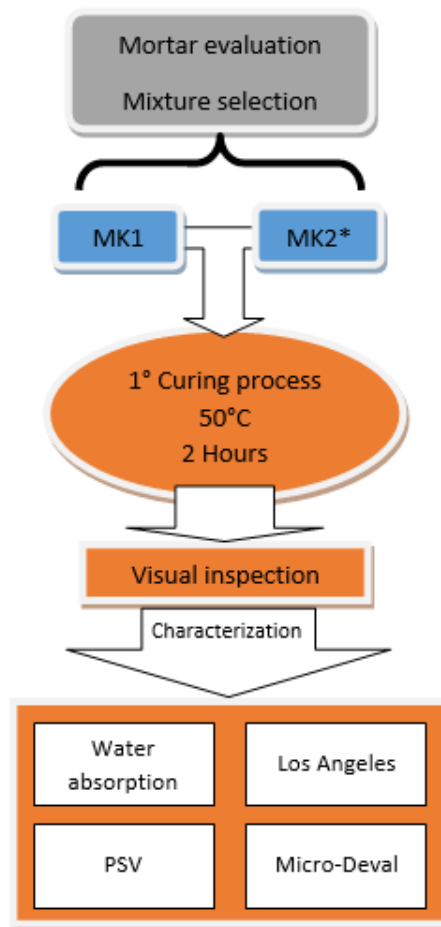 Mortar evaluation
Mixture selection
MK1
MK2*
1° Curing process
50°C
2 Hours
Visual inspection
Characterization
Water
absorption
Los Angeles
PSV
Micro-Deval